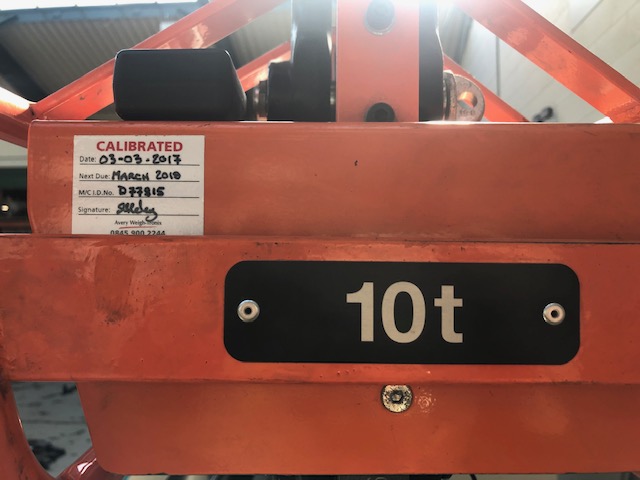 CALIBRATED
Date: 03-03-2017
Next Due: MARCH 2018
M/C I.D. No. D77815
Signature:
Avery Weigh-Tronix
0845 900 2244
10t